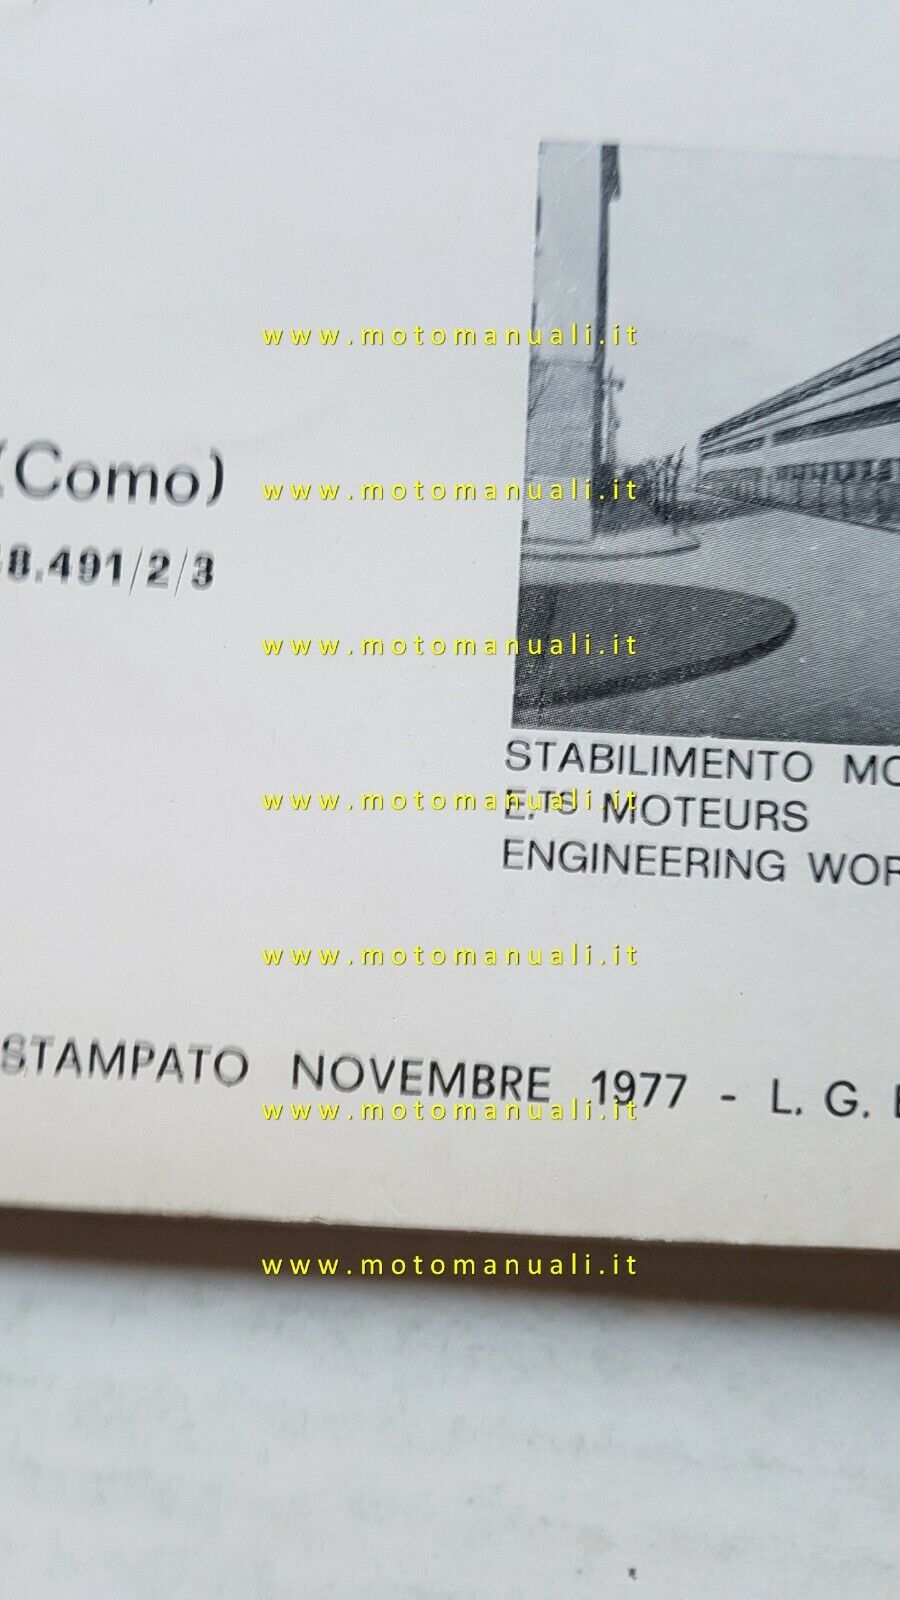 www.motomanuali.it
(Como)
www.motomanuali.it
8.491/2/3
www.motomanuali.it
STABILIMENTO
E.TS MOTEURS
www.motomanuali.it
ENGINEERING
www.motomanuali.it
STAMPATO NOVEMBRE 1977 - L. G.
www.motomanuali.it
www.motomanuali.it